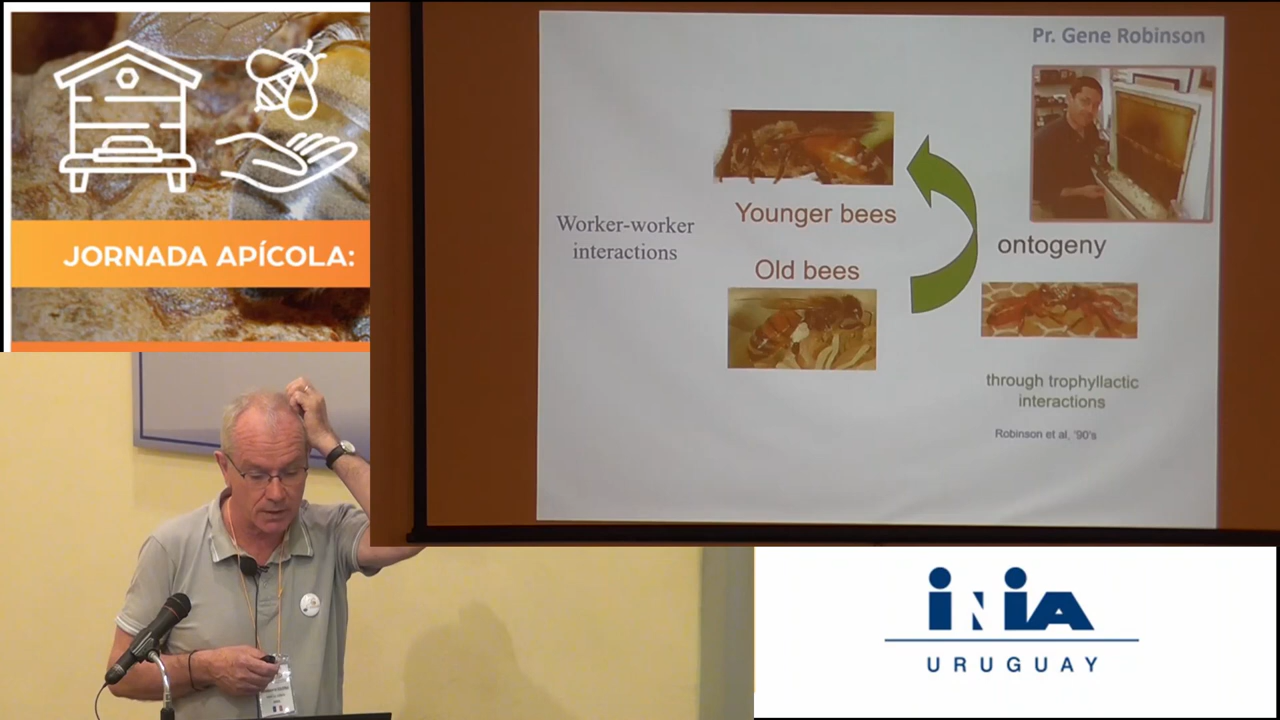 JORNADA APÍCOLA:
Pr. Gene Robinson
Younger bees
Worker-worker
interactions
Old bees
ontogeny
through trophyllactic
interactions
Robinson et al. '90's
INIA
URUGUAY